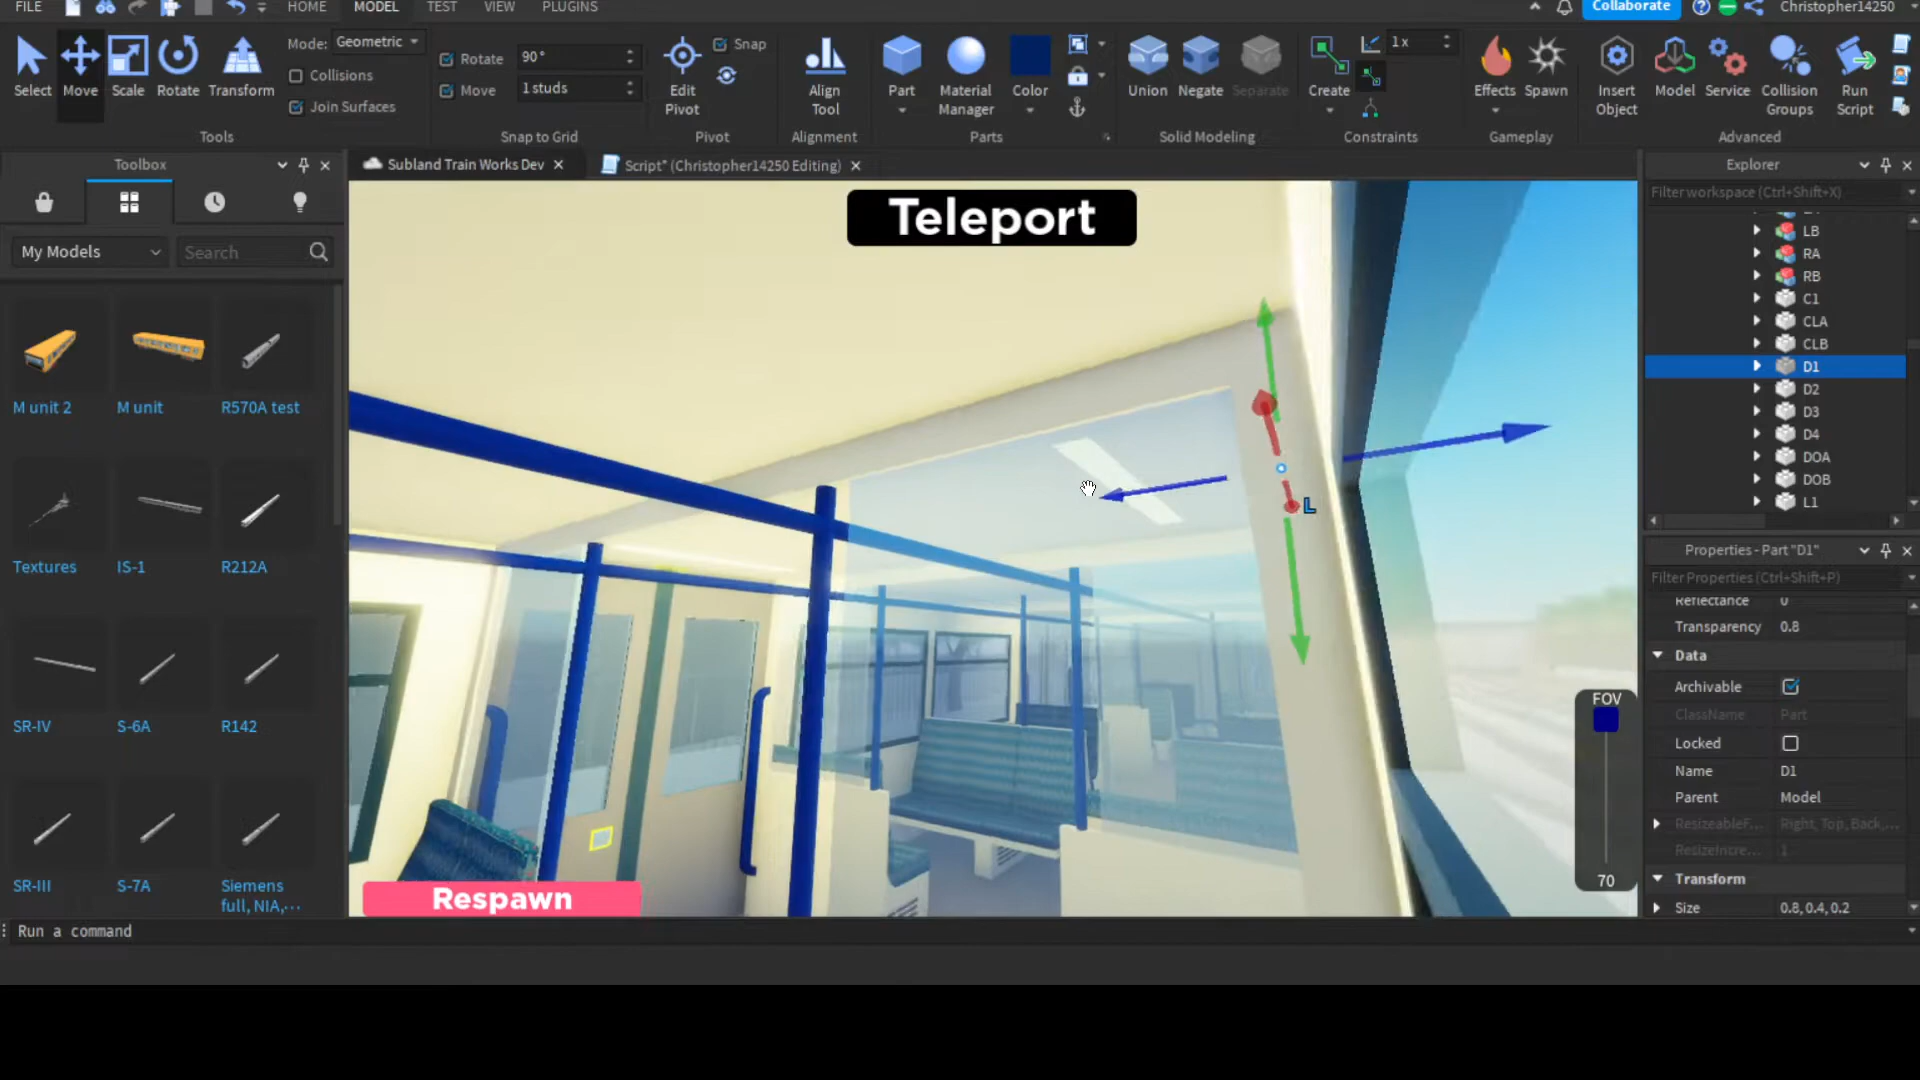 FILE HOME MODEL TEST VIEW PLUGINS Collaborate Christopher14250
Select Move Scale Rotate Transform
Mode: Geometric
Collisions
Join Surfaces
Tools
Rotate 90°
Move 1 studs
Snap to Grid
Edit Pivot
Snap
Pivot
Align Tool
Alignment
Part
Material Manager
Color
Parts
Union Negate Separate
Solid Modeling
Create
1 x
Constraints
Effects Spawn
Gameplay
Insert Object
Model Service
Collision Groups
Run Script
Advanced
Toolbox
My Models
Search
M unit 2 M unit R570A test
Textures IS-1 R212A
SR-IV S-6A R142
SR-III S-7A Siemens full, NIA,...
Subland Train Works Dev
Script* (Christopher14250 Editing)
Teleport
L
FOV
70
Respawn
Explorer
Filter workspace (Ctrl+Shift+X)
LB
RA
RB
C1
CLA
CLB
D1
D2
D3
D4
DOA
DOB
L1
Properties - Part "D1"
Filter Properties (Ctrl+Shift+P)
Reflectance 0
Transparency 0.8
Data
Archivable
ClassName Part
Locked
Name D1
Parent Model
ResizeableF... Right, Top, Back,...
ResizeIncre... 1
Transform
Size 0.8, 0.4, 0.2
Run a command